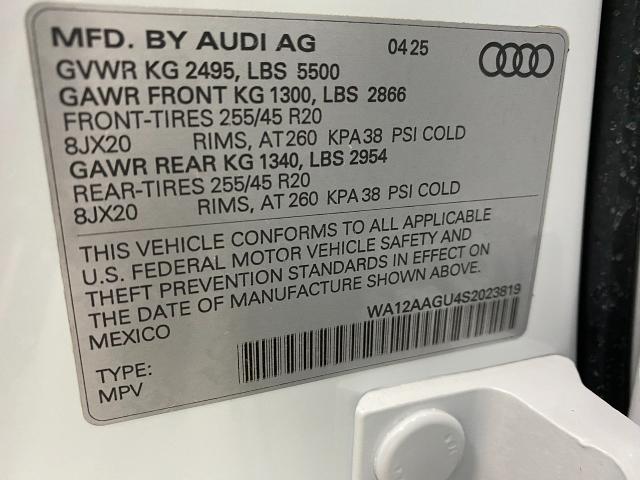 MFD. BY AUDI AG 04 25
GVWR KG 2495, LBS 5500
GAWR FRONT KG 1300, LBS 2866
FRONT-TIRES 255/45 R20
8JX20 RIMS, AT 260 KPA 38 PSI COLD
GAWR REAR KG 1340, LBS 2954
REAR-TIRES 255/45 R20
8JX20 RIMS, AT 260 KPA 38 PSI COLD
THIS VEHICLE CONFORMS TO ALL APPLICABLE
U.S. FEDERAL MOTOR VEHICLE SAFETY AND
THEFT PREVENTION STANDARDS IN EFFECT ON
THE DATE OF MANUFACTURE SHOWN ABOVE.
MEXICO WA12AAGU4S2023819
TYPE:
MPV